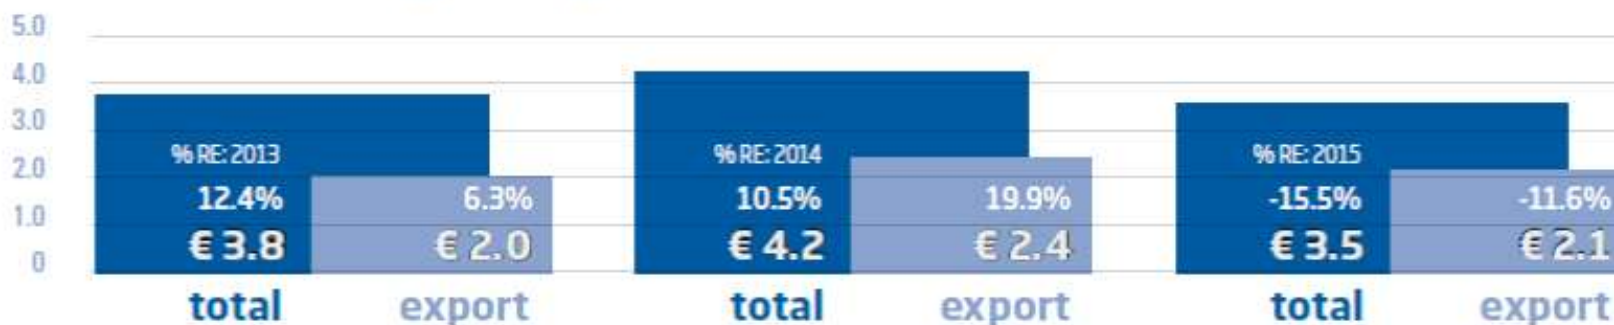 5.0
4.0
3.0
2.0
1.0
0
% RE: 2013
12.4%
€ 3.8
6.3%
€ 2.0
total
export
% RE: 2014
10.5%
€ 4.2
19.9%
€ 2.4
total
export
% RE: 2015
-15.5%
€ 3.5
-11.6%
€ 2.1
total
export